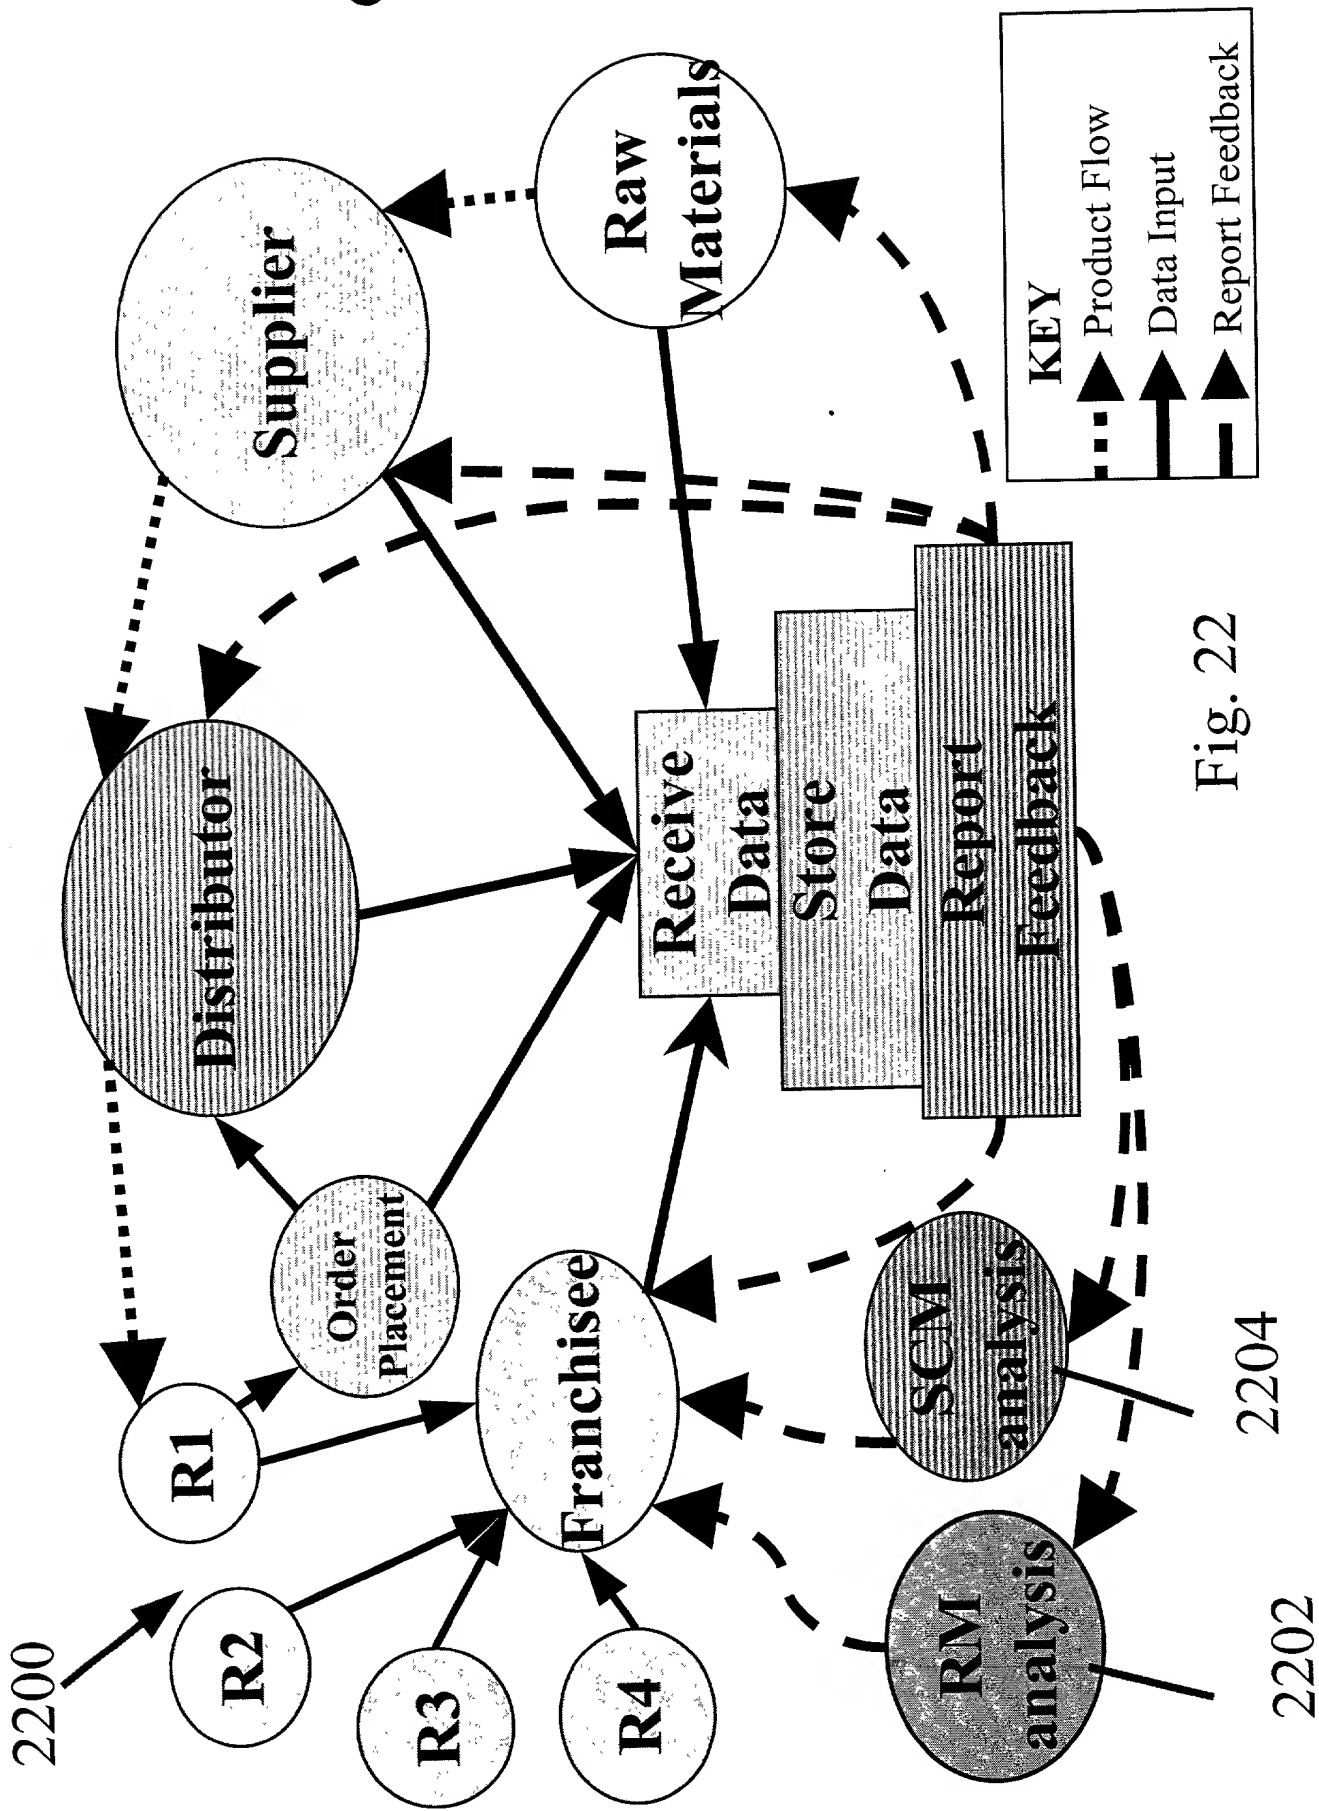 2200
R1
R2
R3
R4
Order
Placement
Distributor
Supplier
Franchisee
Raw
Materials
Receive
Data
Store
Data
Report
Feedback
RM
analysis
SCM
analysis
2202
2204
KEY
Product Flow
Data Input
Report Feedback
Fig. 22